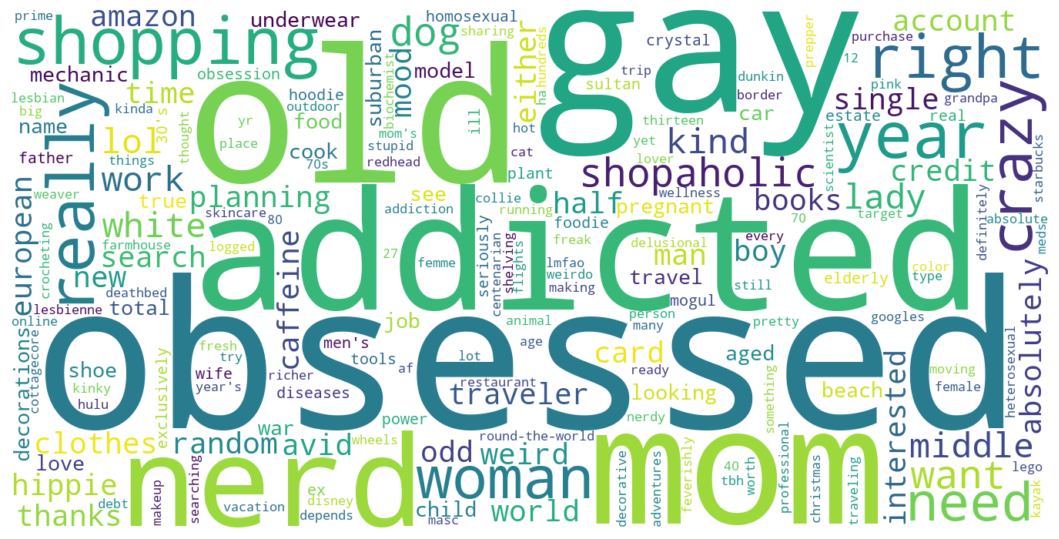 prime
amazon
underwear
homosexual
sharing
gay
crystal
account
purchase
12
shopping
old
dog
either
right
mechanic
obsession
suburban
mood
biochemist
model
trip
hundreds
ha
prepper
dunkin
pink
grandpa
lesbian
big
time
thought
30's
hoodie
outdoor
food
mom's
stupid
ill
hot
sultan
border
single
really
name
lol
kinda
yr
place
cook
70s
redhead
cat
kind
thirteen
yet
car
estate
real
year
crazy
father
things
work
planning
see
plant
shopaholic
lover
scientist
credit
starbucks
weaver
true
addiction
collie
half
pregnant
wellness
books
lady
european
white
skincare
80
addicted
running
foodie
70
target
definitely
absolute
crocheting
farmhouse
search
logged
caffeine
27
femme
seriously
centenarian
shelving
flights
freak
lmfao
weirdo
making
delusional
man
every
boy
color
type
meds
new
deathbed
travel
elderly
absolutely
lesbienne
total
mogul
still
decorations
online
obsessed
job
animal
person
many
pretty
googles
cottagecore
shoe
fresh
try
men's
tools
age
card
aged
moving
kinky
wife
richer
af
lot
restaurant
ready
looking
beach
female
heterosexual
hulu
year's
exclusively
diseases
traveler
nerdy
something
interested
clothes
random
war
avid
power
round-the-world
mom
middle
love
nerd
wheels
odd
weird
woman
40
tbh
worth
want
lego
hippie
debt
makeup
searching
ex
disney
child
world
decorative
adventures
feverishly
professional
christmas
traveling
need
kayak
thanks
vacation
depends
masc